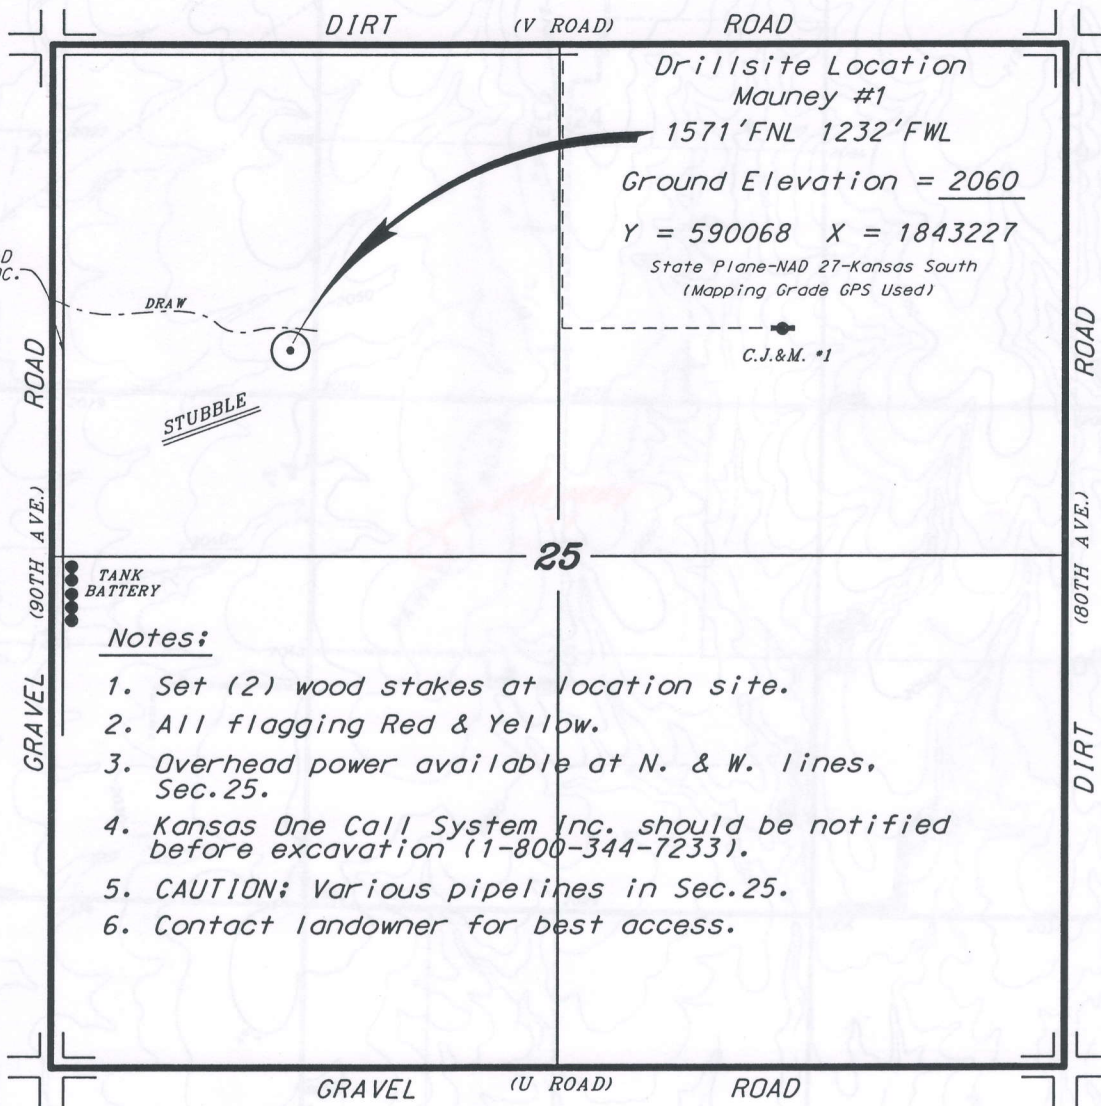 DIRT (V ROAD) ROAD
Drillsite Location
Mauney #1
1571'FNL 1232'FWL
Ground Elevation = 2060
Y = 590068 X = 1843227
State Plane-NAD 27-Kansas South
(Mapping Grade GPS Used)
C.J.&M. #1
DRAW
STUBBLE
25
TANK
BATTERY
GRAVEL (90TH AVE.) ROAD
DIRT (80TH AVE.) ROAD
Notes:
1. Set (2) wood stakes at location site.
2. All flagging Red & Yellow.
3. Overhead power available at N. & W. lines,
Sec.25.
4. Kansas One Call System Inc. should be notified
before excavation (1-800-344-7233).
5. CAUTION: Various pipelines in Sec.25.
6. Contact landowner for best access.
GRAVEL (U ROAD) ROAD